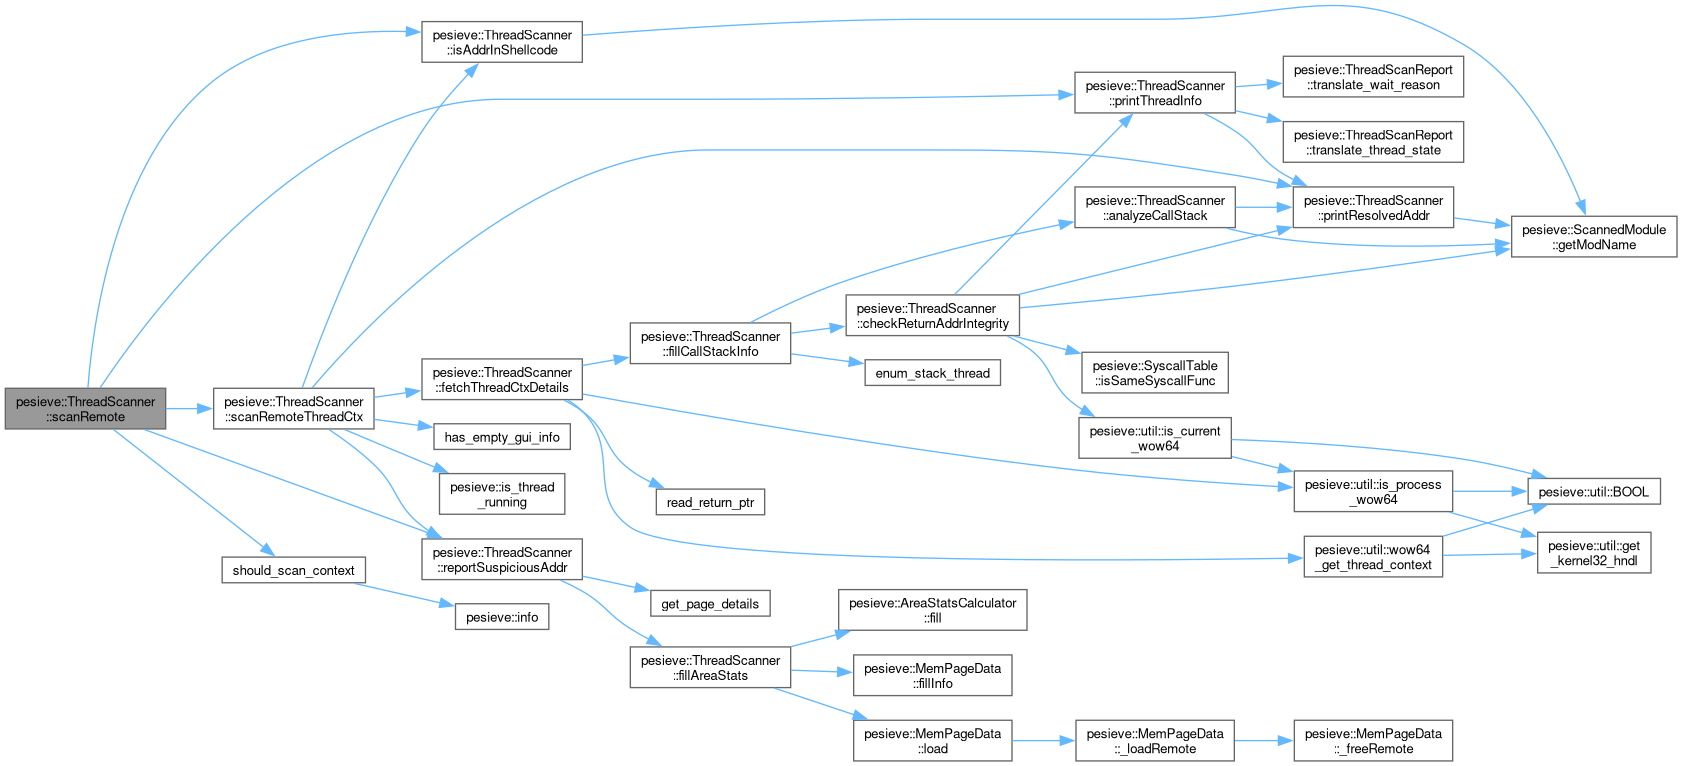 pesieve::ThreadScanner
::scanRemote
pesieve::ThreadScanner
::isAddrInShellcode
pesieve::ThreadScanner
::scanRemoteThreadCtx
should_scan_context
pesieve::info
pesieve::ThreadScanner
::fetchThreadCtxDetails
has_empty_gui_info
pesieve::is_thread
_running
pesieve::ThreadScanner
::reportSuspiciousAddr
pesieve::ThreadScanner
::fillCallStackInfo
read_return_ptr
get_page_details
pesieve::ThreadScanner
::fillAreaStats
pesieve::ThreadScanner
::checkReturnAddrIntegrity
enum_stack_thread
pesieve::AreaStatsCalculator
::fill
pesieve::MemPageData
::fillInfo
pesieve::MemPageData
::load
pesieve::ThreadScanner
::printThreadInfo
pesieve::ThreadScanner
::analyzeCallStack
pesieve::SyscallTable
::isSameSyscallFunc
pesieve::util::is_current
_wow64
pesieve::MemPageData
::_loadRemote
pesieve::ThreadScanReport
::translate_wait_reason
pesieve::ThreadScanReport
::translate_thread_state
pesieve::ThreadScanner
::printResolvedAddr
pesieve::util::is_process
_wow64
pesieve::util::wow64
_get_thread_context
pesieve::MemPageData
::_freeRemote
pesieve::ScannedModule
::getModName
pesieve::util::BOOL
pesieve::util::get
_kernel32_hndl